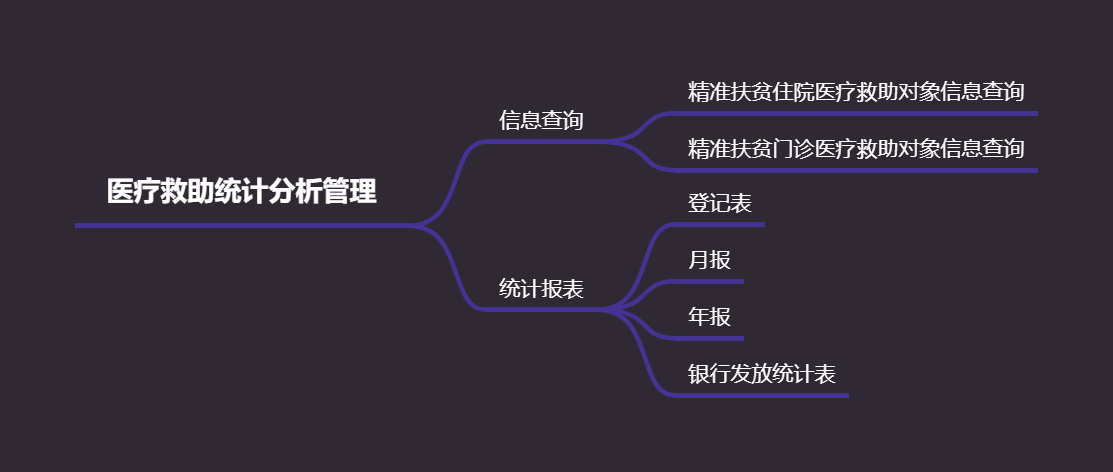 医疗救助统计分析管理
信息查询
精准扶贫住院医疗救助对象信息查询
精准扶贫门诊医疗救助对象信息查询
统计报表
登记表
月报
年报
银行发放统计表